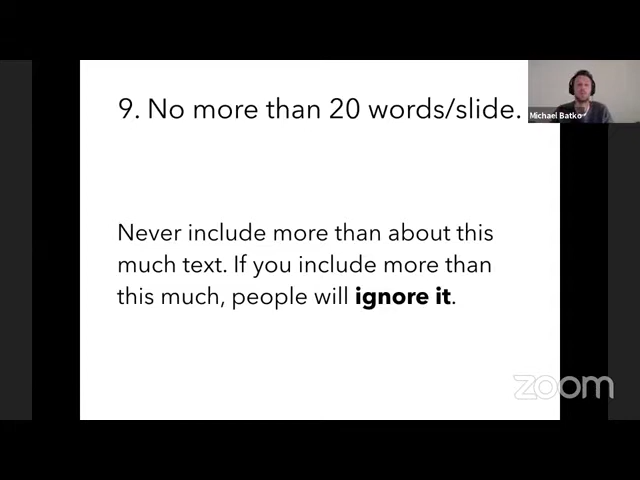 9. No more than 20 words/slide.
Michael Batko
Never include more than about this
much text. If you include more than
this much, people will ignore it.
zoom